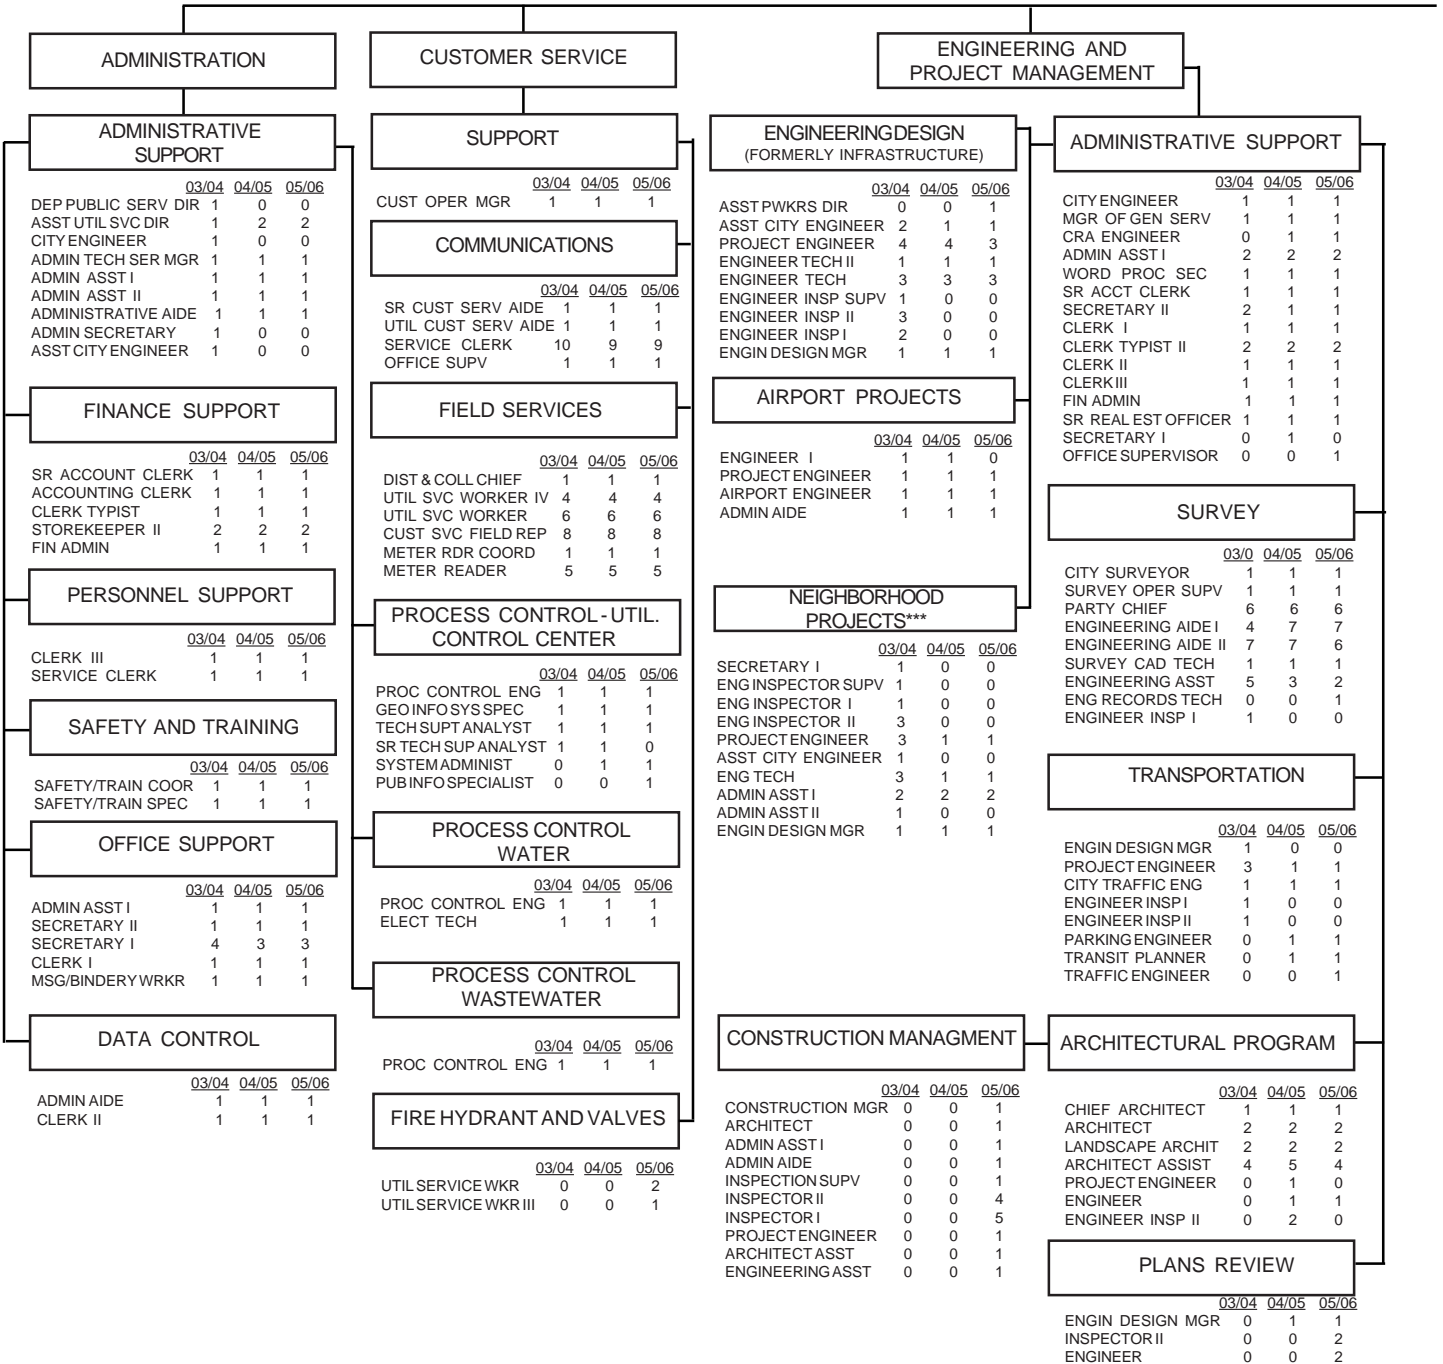 ADMINISTRATION
ADMINISTRATIVE
SUPPORT
03/04 04/05 05/06
DEP PUBLIC SERV DIR 1 0 0
ASST UTIL SVC DIR 1 2 2
CITY ENGINEER 1 0 0
ADMIN TECH SER MGR 1 1 1
ADMIN ASST I 1 1 1
ADMIN ASST II 1 1 1
ADMINISTRATIVE AIDE 1 1 1
ADMIN SECRETARY 1 0 0
ASST CITY ENGINEER 1 0 0
FINANCE SUPPORT
03/04 04/05 05/06
SR ACCOUNT CLERK 1 1 1
ACCOUNTING CLERK 1 1 1
CLERK TYPIST 1 1 1
STOREKEEPER II 2 2 2
FIN ADMIN 1 1 1
PERSONNEL SUPPORT
03/04 04/05 05/06
CLERK III 1 1 1
SERVICE CLERK 1 1 1
SAFETY AND TRAINING
03/04 04/05 05/06
SAFETY/TRAIN COOR 1 1 1
SAFETY/TRAIN SPEC 1 1 1
OFFICE SUPPORT
03/04 04/05 05/06
ADMIN ASST I 1 1 1
SECRETARY II 1 1 1
SECRETARY I 4 3 3
CLERK I 1 1 1
MSG/BINDERY WRKR 1 1 1
DATA CONTROL
03/04 04/05 05/06
ADMIN AIDE 1 1 1
CLERK II 1 1 1
CUSTOMER SERVICE
SUPPORT
03/04 04/05 05/06
CUST OPER MGR 1 1 1
COMMUNICATIONS
03/04 04/05 05/06
SR CUST SERV AIDE 1 1 1
UTIL CUST SERV AIDE 1 1 1
SERVICE CLERK 10 9 9
OFFICE SUPV 1 1 1
FIELD SERVICES
03/04 04/05 05/06
DIST & COLL CHIEF 1 1 1
UTIL SVC WORKER IV 4 4 4
UTIL SVC WORKER 6 6 6
CUST SVC FIELD REP 8 8 8
METER RDR COORD 1 1 1
METER READER 5 5 5
PROCESS CONTROL-UTIL.
CONTROL CENTER
03/04 04/05 05/06
PROC CONTROL ENG 1 1 1
GEO INFO SYS SPEC 1 1 1
TECH SUPT ANALYST 1 1 1
SR TECH SUP ANALYST 1 1 0
SYSTEM ADMINIST 0 1 1
PUB INFO SPECIALIST 0 0 1
PROCESS CONTROL
WATER
03/04 04/05 05/06
PROC CONTROL ENG 1 1 1
ELECT TECH 1 1 1
PROCESS CONTROL
WASTEWATER
03/04 04/05 05/06
PROC CONTROL ENG 1 1 1
FIRE HYDRANT AND VALVES
03/04 04/05 05/06
UTIL SERVICE WKR 0 0 2
UTIL SERVICE WKR III 0 0 1
ENGINEERING AND
PROJECT MANAGEMENT
ENGINEERING DESIGN
(FORMERLY INFRASTRUCTURE)
03/04 04/05 05/06
ASST PWKRS DIR 0 0 1
ASST CITY ENGINEER 2 1 1
PROJECT ENGINEER 4 4 3
ENGINEER TECH II 1 1 1
ENGINEER TECH 3 3 3
ENGINEER INSP SUPV 1 0 0
ENGINEER INSP II 3 0 0
ENGINEER INSP I 2 0 0
ENGIN DESIGN MGR 1 1 1
AIRPORT PROJECTS
03/04 04/05 05/06
ENGINEER I 1 1 0
PROJECT ENGINEER 1 1 1
AIRPORT ENGINEER 1 1 1
ADMIN AIDE 1 1 1
NEIGHBORHOOD
PROJECTS***
03/04 04/05 05/06
SECRETARY I 1 0 0
ENG INSPECTOR SUPV 1 0 0
ENG INSPECTOR I 1 0 0
ENG INSPECTOR II 3 0 0
PROJECT ENGINEER 3 1 1
ASST CITY ENGINEER 1 0 0
ENG TECH 3 1 1
ADMIN ASST I 2 2 2
ADMIN ASST II 1 0 0
ENGIN DESIGN MGR 1 1 1
CONSTRUCTION MANAGMENT
03/04 04/05 05/06
CONSTRUCTION MGR 0 0 1
ARCHITECT 0 0 1
ADMIN ASST I 0 0 1
ADMIN AIDE 0 0 1
INSPECTION SUPV 0 0 1
INSPECTOR II 0 0 4
INSPECTOR I 0 0 5
PROJECT ENGINEER 0 0 1
ARCHITECT ASST 0 0 1
ENGINEERING ASST 0 0 1
ADMINISTRATIVE SUPPORT
03/04 04/05 05/06
CITY ENGINEER 1 1 1
MGR OF GEN SERV 1 1 1
CRA ENGINEER 0 1 1
ADMIN ASST I 2 2 2
WORD PROC SEC 1 1 1
SR ACCT CLERK 1 1 1
SECRETARY II 2 1 1
CLERK I 1 1 1
CLERK TYPIST II 2 2 2
CLERK II 1 1 1
CLERK III 1 1 1
FIN ADMIN 1 1 1
SR REAL EST OFFICER 1 1 1
SECRETARY I 0 1 0
OFFICE SUPERVISOR 0 0 1
SURVEY
03/0 04/05 05/06
CITY SURVEYOR 1 1 1
SURVEY OPER SUPV 1 1 1
PARTY CHIEF 6 6 6
ENGINEERING AIDE I 4 7 7
ENGINEERING AIDE II 7 7 6
SURVEY CAD TECH 1 1 1
ENGINEERING ASST 5 3 2
ENG RECORDS TECH 0 0 1
ENGINEER INSP I 1 0 0
TRANSPORTATION
03/04 04/05 05/06
ENGIN DESIGN MGR 1 0 0
PROJECT ENGINEER 3 1 1
CITY TRAFFIC ENG 1 1 1
ENGINEER INSP I 1 0 0
ENGINEER INSP II 1 0 0
PARKING ENGINEER 0 1 1
TRANSIT PLANNER 0 1 1
TRAFFIC ENGINEER 0 0 1
ARCHITECTURAL PROGRAM
03/04 04/05 05/06
CHIEF ARCHITECT 1 1 1
ARCHITECT 2 2 2
LANDSCAPE ARCHIT 2 2 2
ARCHITECT ASSIST 4 5 4
PROJECT ENGINEER 0 1 0
ENGINEER 0 1 1
ENGINEER INSP II 0 2 0
PLANS REVIEW
03/04 04/05 05/06
ENGIN DESIGN MGR 0 1 1
INSPECTOR II 0 0 2
ENGINEER 0 0 2